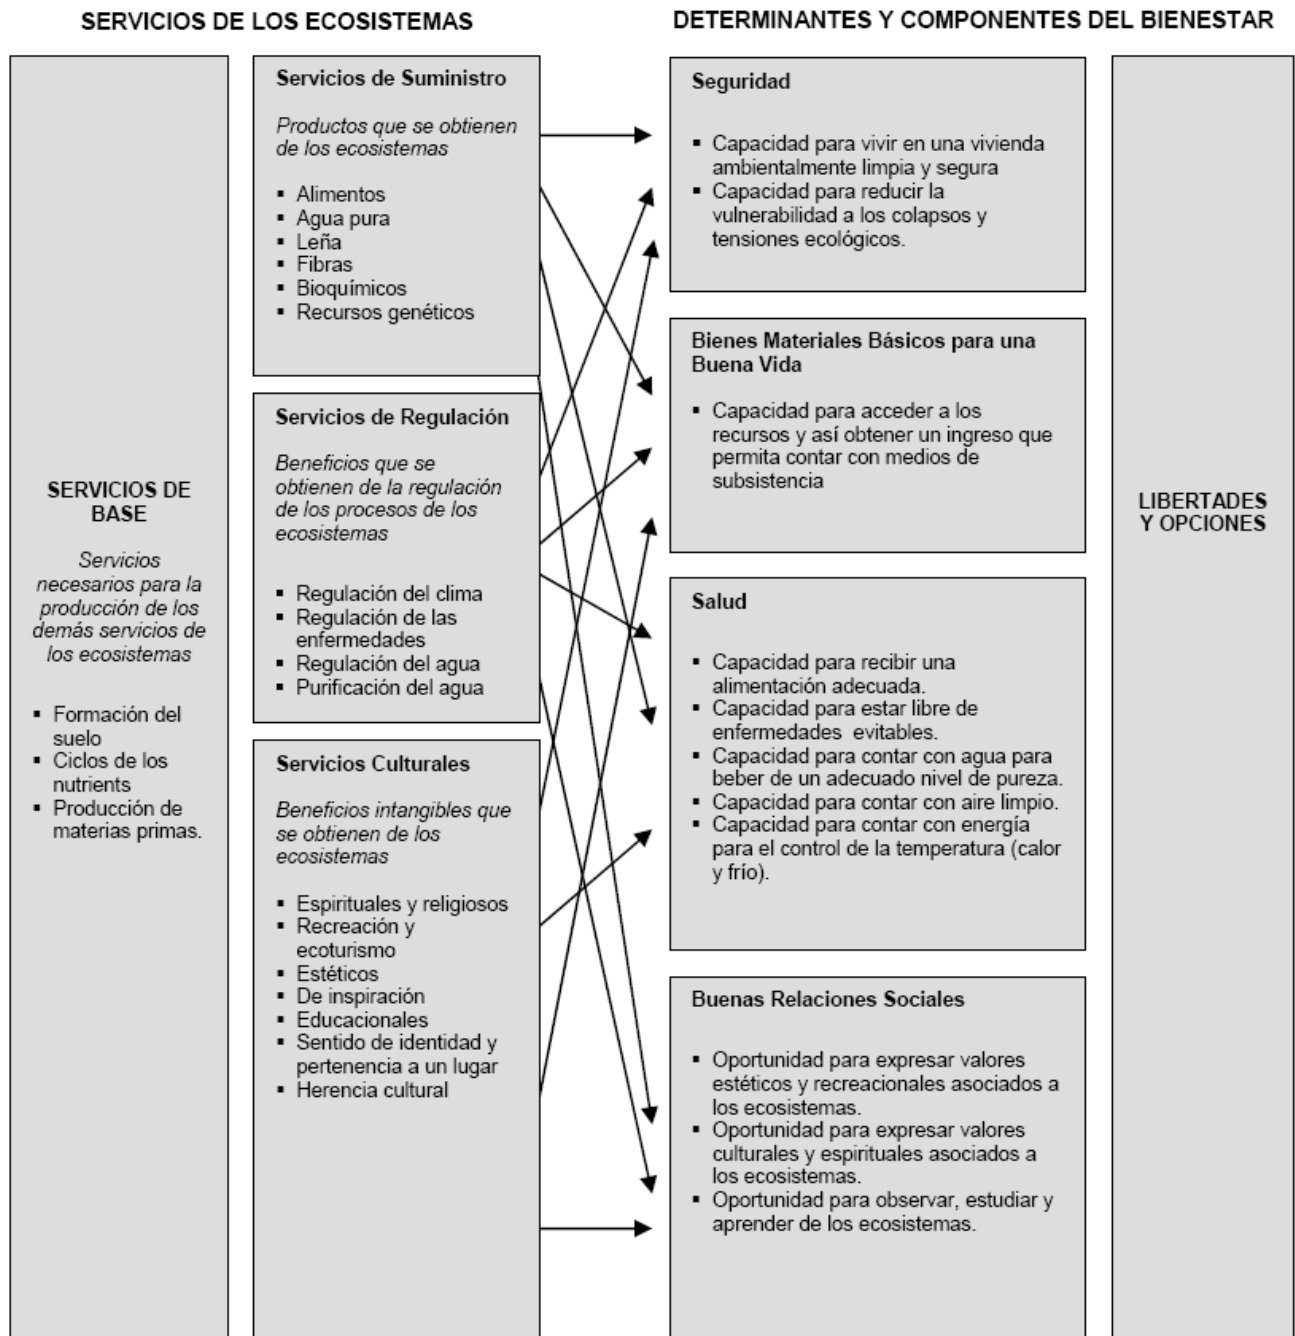 SERVICIOS DE LOS ECOSISTEMAS
DETERMINANTES Y COMPONENTES DEL BIENESTAR
SERVICIOS DE
BASE
Servicios
necesarios para la
producción de los
demás servicios de
los ecosistemas
▪ Formación del
suelo
▪ Ciclos de los
nutrients
▪ Producción de
materias primas.
Servicios de Suministro
Productos que se obtienen
de los ecosistemas
▪ Alimentos
▪ Agua pura
▪ Leña
▪ Fibras
▪ Bioquímicos
▪ Recursos genéticos
Servicios de Regulación
Beneficios que se
obtienen de la regulación
de los procesos de los
ecosistemas
▪ Regulación del clima
▪ Regulación de las
enfermedades
▪ Regulación del agua
▪ Purificación del agua
Servicios Culturales
Beneficios intangibles que
se obtienen de los
ecosistemas
▪ Espirituales y religiosos
▪ Recreación y
ecoturismo
▪ Estéticos
▪ De inspiración
▪ Educacionales
▪ Sentido de identidad y
pertenencia a un lugar
▪ Herencia cultural
Seguridad
▪ Capacidad para vivir en una vivienda
ambientalmente limpia y segura
▪ Capacidad para reducir la
vulnerabilidad a los colapsos y
tensiones ecológicos.
Bienes Materiales Básicos para una
Buena Vida
▪ Capacidad para acceder a los
recursos y así obtener un ingreso que
permita contar con medios de
subsistencia
Salud
▪ Capacidad para recibir una
alimentación adecuada.
▪ Capacidad para estar libre de
enfermedades evitables.
▪ Capacidad para contar con agua para
beber de un adecuado nivel de pureza.
▪ Capacidad para contar con aire limpio.
▪ Capacidad para contar con energía
para el control de la temperatura (calor
y frío).
Buenas Relaciones Sociales
▪ Oportunidad para expresar valores
estéticos y recreacionales asociados a
los ecosistemas.
▪ Oportunidad para expresar valores
culturales y espirituales asociados a
los ecosistemas.
▪ Oportunidad para observar, estudiar y
aprender de los ecosistemas.
LIBERTADES
Y OPCIONES